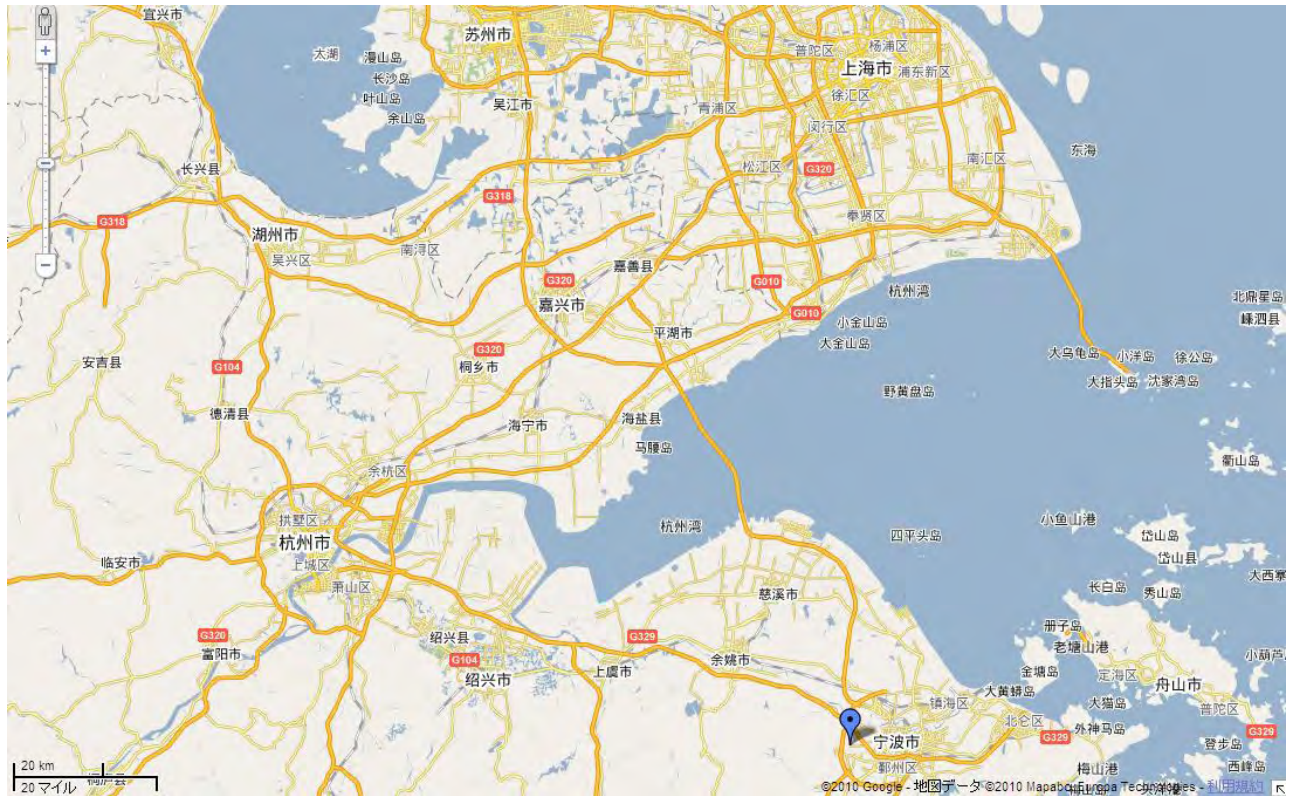 宜兴市
苏州市
太湖
漫山岛
普陀区
杨浦区
上海市
浦东新区
长沙岛
叶山岛
吴江市
徐汇区
余山岛
青浦区
闵行区
东海
长兴县
松江区
G320
南汇区
G318
G318
奉贤区
湖州市
南浔区
吴兴区
嘉善县
G320
G010
杭州湾
嘉兴市
G010
北鼎星岛
嵊泗县
小金山岛
平湖市
大金山岛
G320
安吉县
G104
桐乡市
大乌龟岛
小洋岛
徐公岛
大指头岛
沈家湾岛
野黄盘岛
德清县
海宁市
海盐县
马腰岛
余杭区
衢山岛
拱墅区
杭州湾
小鱼山港
杭州市
四平头岛
岱山岛
临安市
上城区
岱山县
大西寨
萧山区
慈溪市
长白岛
秀山岛
G320
绍兴县
G329
册子岛
富阳市
G104
老塘山港
余姚市
上虞市
金塘岛
小葫芦
绍兴市
定海区
舟山市
大黄蟒岛
镇海区
大猫岛
普陀区
北仑区
外神马岛
G329
G329
宁波市
登步岛
20 km
鄞州区
梅山港
西峰岛
20 マイル
桐庐县
©2010 Google - 地図データ ©2010 Mapabc, Europa Technologies - 利用規約